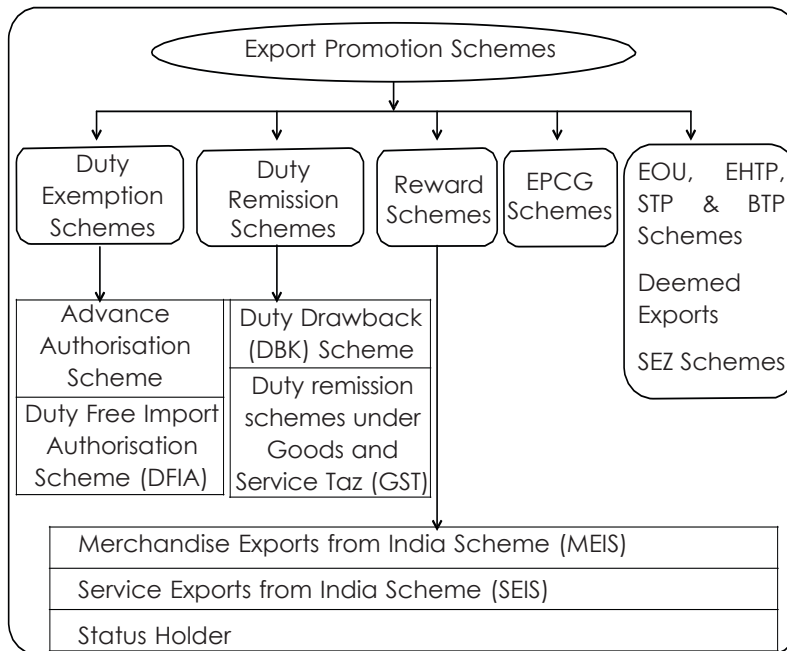 Export Promotion Schemes
Duty
Exemption
Schemes
Duty
Remission
Schemes
Reward
Schemes
EPCG
Schemes
EOU, EHTP,
STP & BTP
Schemes
Deemed
Exports
SEZ Schemes
Advance
Authorisation
Scheme
Duty Free Import
Authorisation
Scheme (DFIA)
Duty Drawback
(DBK) Scheme
Duty remission
schemes under
Goods and
Service Taz (GST)
Merchandise Exports from India Scheme (MEIS)
Service Exports from India Scheme (SEIS)
Status Holder